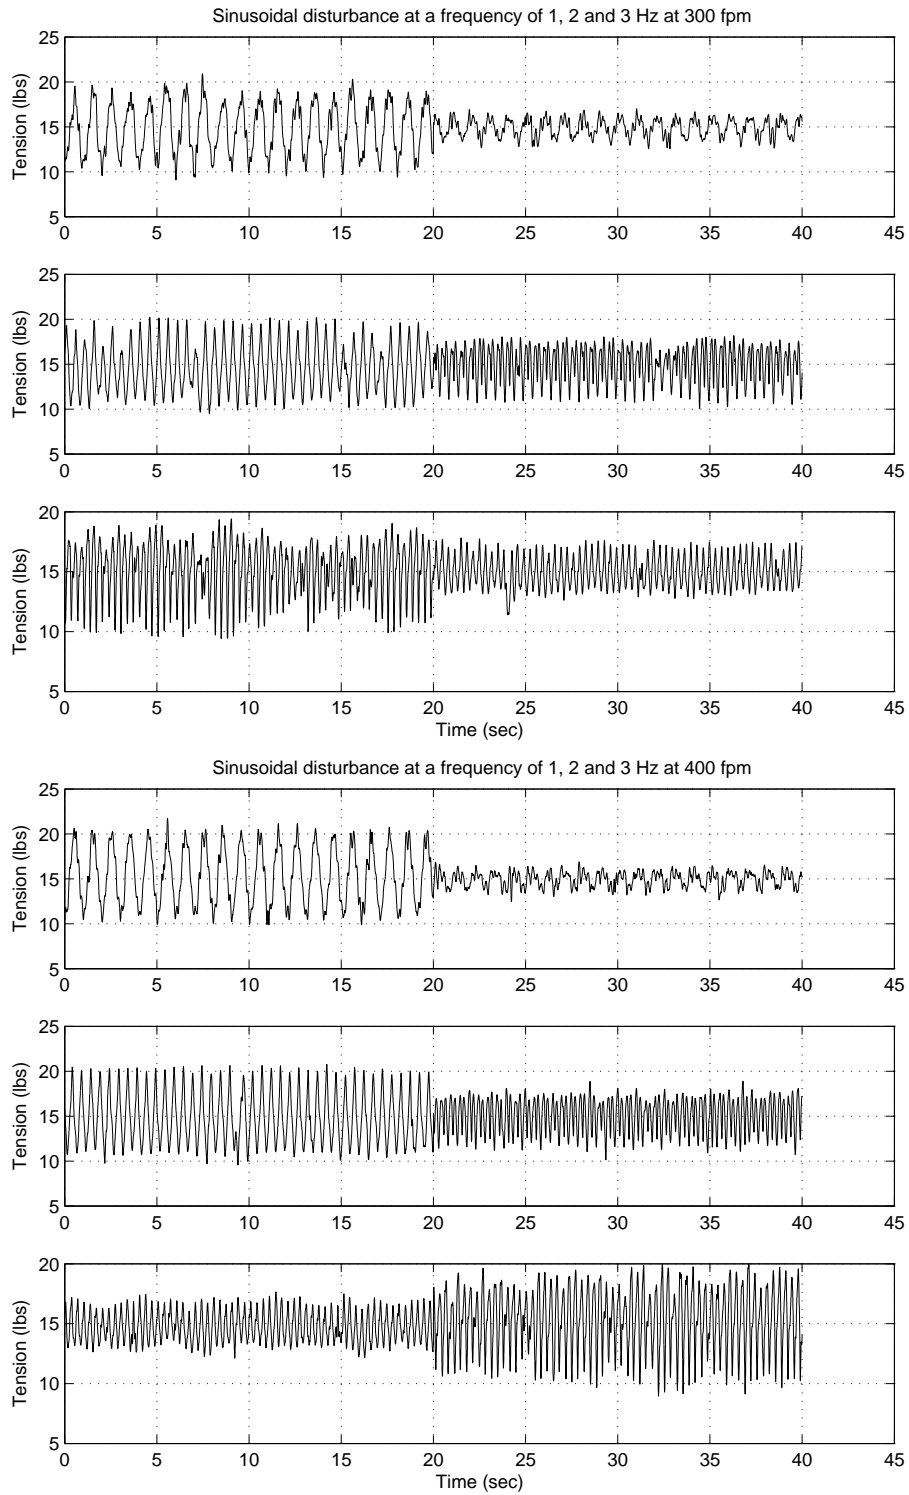 Sinusoidal disturbance at a frequency of 1, 2 and 3 Hz at 300 fpm
25
20
15
10
5
Tension (lbs)
0 5 10 15 20 25 30 35 40 45
25
20
15
10
5
Tension (lbs)
0 5 10 15 20 25 30 35 40 45
20
15
10
5
Tension (lbs)
0 5 10 15 20 25 30 35 40 45
Time (sec)
Sinusoidal disturbance at a frequency of 1, 2 and 3 Hz at 400 fpm
25
20
15
10
5
Tension (lbs)
0 5 10 15 20 25 30 35 40 45
25
20
15
10
5
Tension (lbs)
0 5 10 15 20 25 30 35 40 45
20
15
10
5
Tension (lbs)
0 5 10 15 20 25 30 35 40 45
Time (sec)